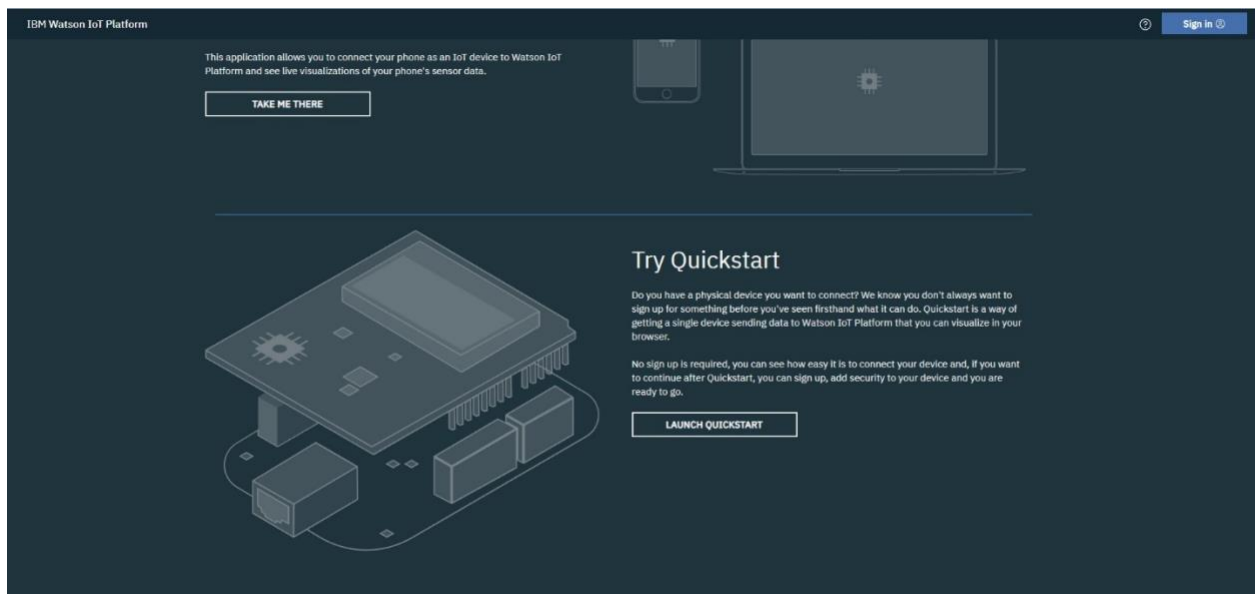 IBM Watson IoT Platform
Sign in
This application allows you to connect your phone as an IoT device to Watson IoT
Platform and see live visualizations of your phone's sensor data.
TAKE ME THERE
Try Quickstart
Do you have a physical device you want to connect? We know you don't always want to
sign up for something before you've seen firsthand what it can do. Quickstart is a way of
getting a single device sending data to Watson IoT Platform that you can visualize in your
browser.
No sign up is required, you can see how easy it is to connect your device and, if you want
to continue after Quickstart, you can sign up, add security to your device and you are
ready to go.
LAUNCH QUICKSTART